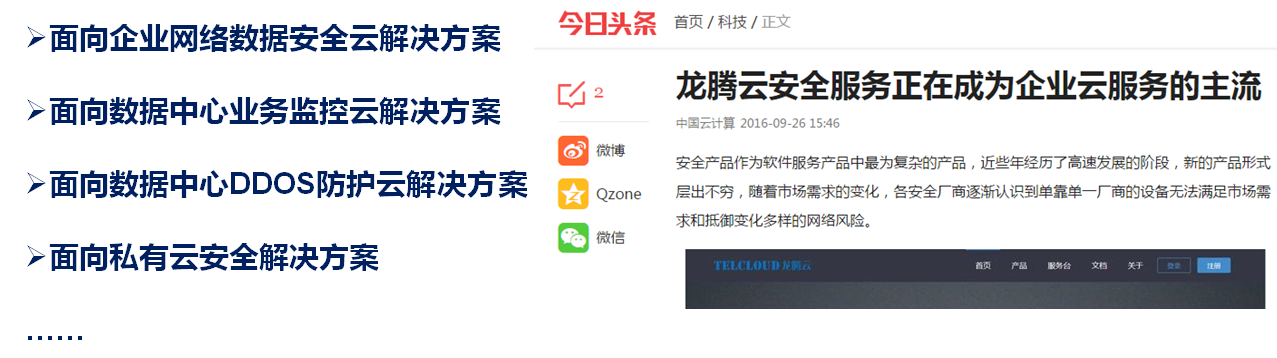 ➢面向企业网络数据安全云解决方案
➢面向数据中心业务监控云解决方案
➢面向数据中心DDOS防护云解决方案
➢面向私有云安全解决方案
......
今日头条 首页 / 科技 / 正文
2
微博
Qzone
微信
龙腾云安全服务正在成为企业云服务的主流
中国云计算 2016-09-26 15:46
安全产品作为软件服务产品中最为复杂的产品，近些年经历了高速发展的阶段，新的产品形式
层出不穷，随着市场需求的变化，各安全厂商逐渐认识到单靠单一厂商的设备无法满足市场需
求和抵御变化多样的网络风险。
TELCLOUD 龙腾云 首页 产品 服务台 文档 关于 登录 注册